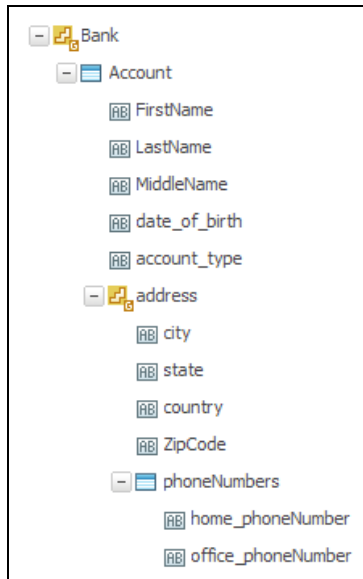 Bank
Account
FirstName
LastName
MiddleName
date_of_birth
account_type
address
city
state
country
ZipCode
phoneNumbers
home_phoneNumber
office_phoneNumber